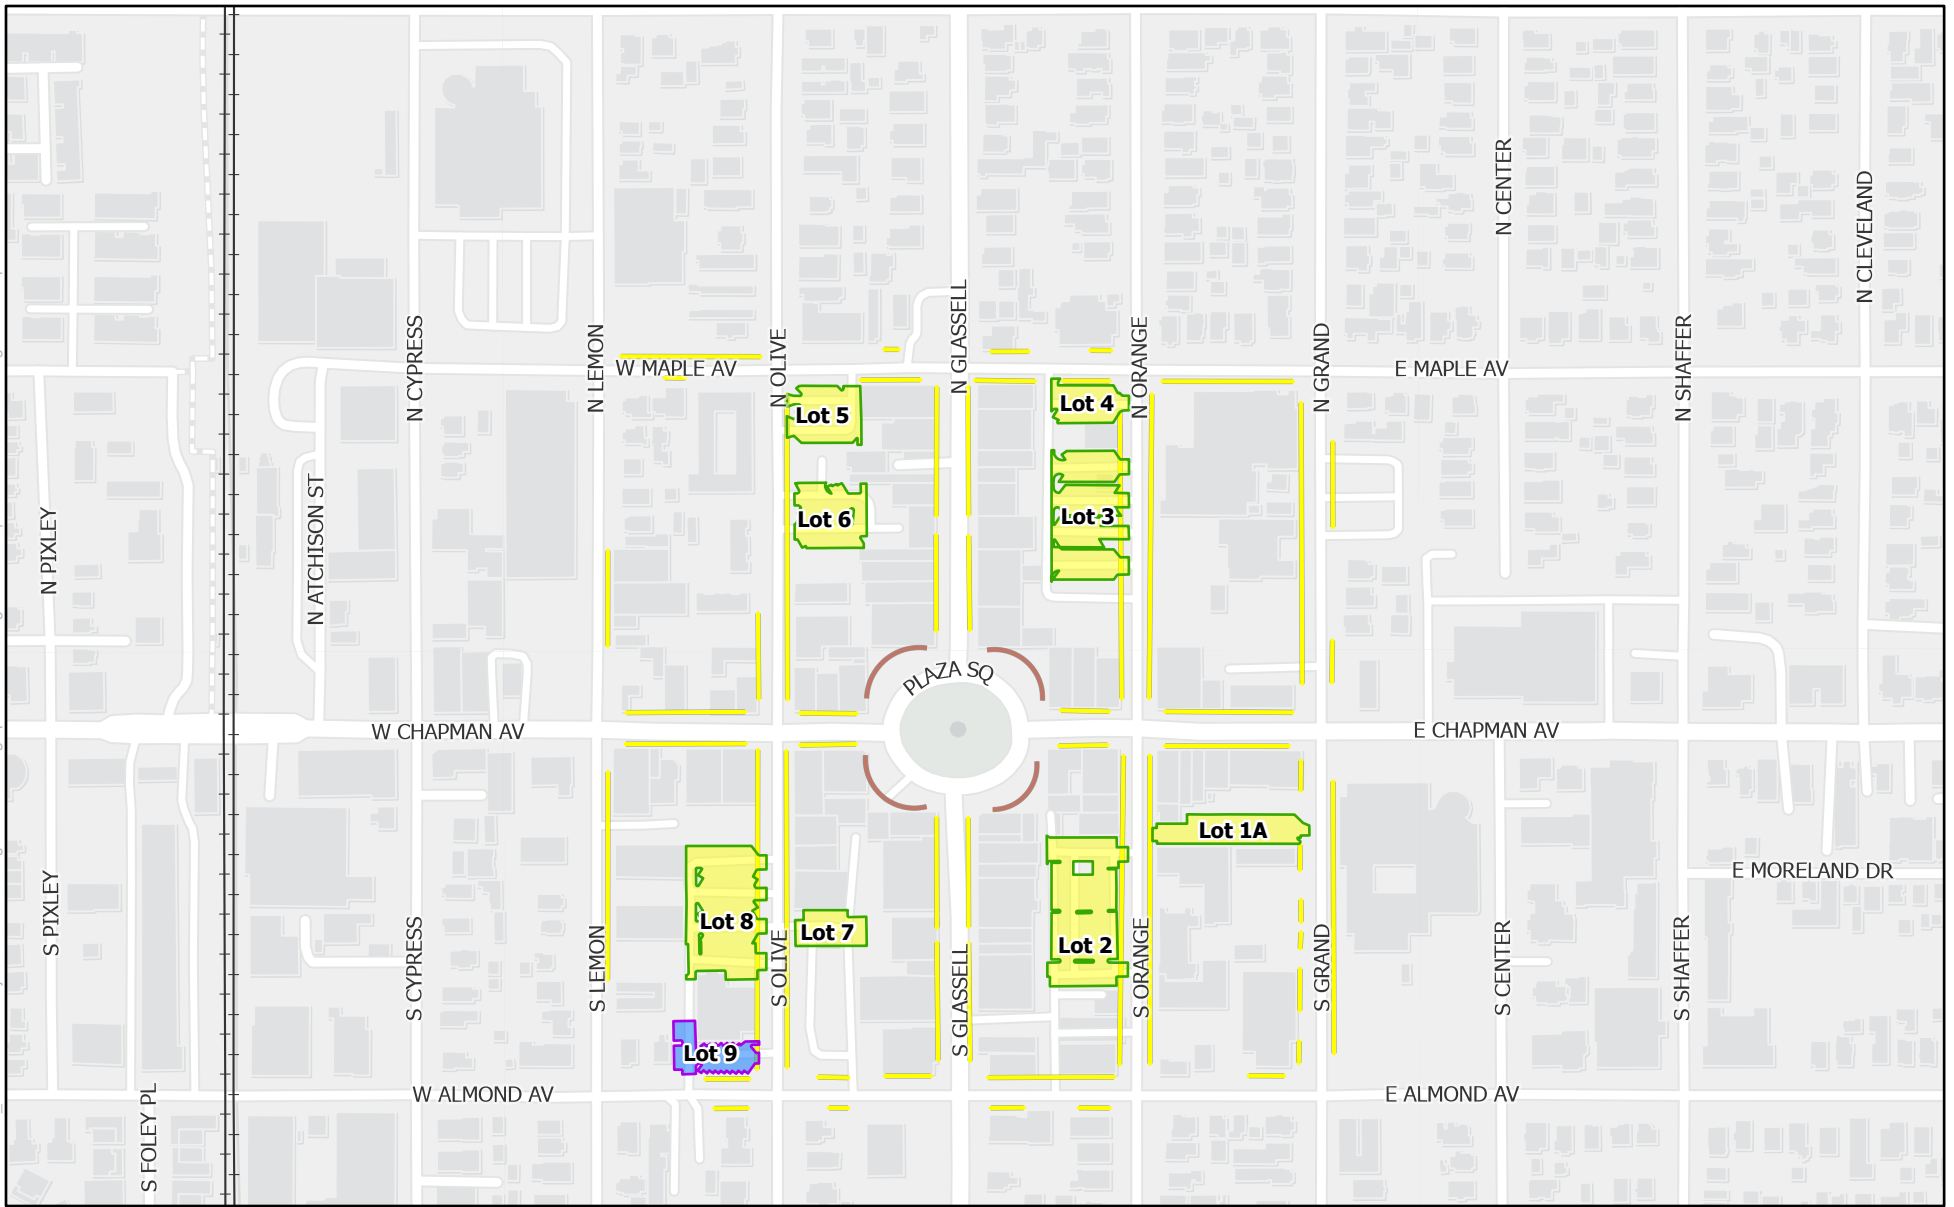 N CENTER
N CLEVELAND
N CYPRESS
N LEMON
N OLIVE
N GLASSELL
N ORANGE
N GRAND
N SHAFFER
W MAPLE AV
E MAPLE AV
Lot 5
Lot 4
Lot 6
Lot 3
N PIXLEY
N ATCHISON ST
PLAZA SQ
W CHAPMAN AV
E CHAPMAN AV
Lot 1A
E MORELAND DR
Lot 8
Lot 7
Lot 2
S PIXLEY
S CYPRESS
S LEMON
S OLIVE
S GLASSELL
S ORANGE
S GRAND
S CENTER
S SHAFFER
Lot 9
W ALMOND AV
E ALMOND AV
S FOLEY PL